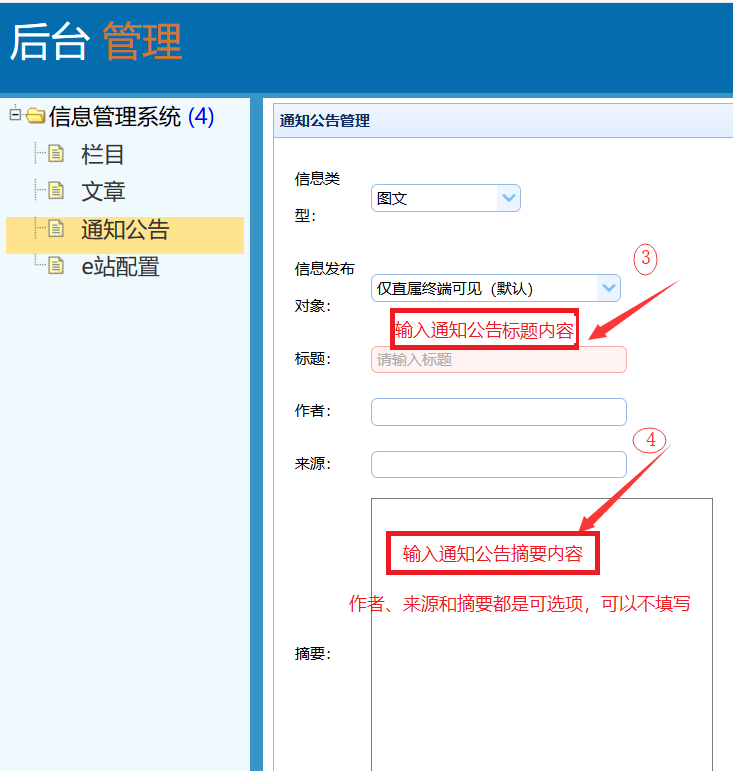 后台 管理
信息管理系统 (4)
栏目
文章
通知公告
e站配置
通知公告管理
信息类
型：
图文
信息发布
对象：
仅直属终端可见（默认）
3
输入通知公告标题内容
标题：
请输入标题
作者：
4
来源：
输入通知公告摘要内容
作者、来源和摘要都是可选项，可以不填写
摘要：